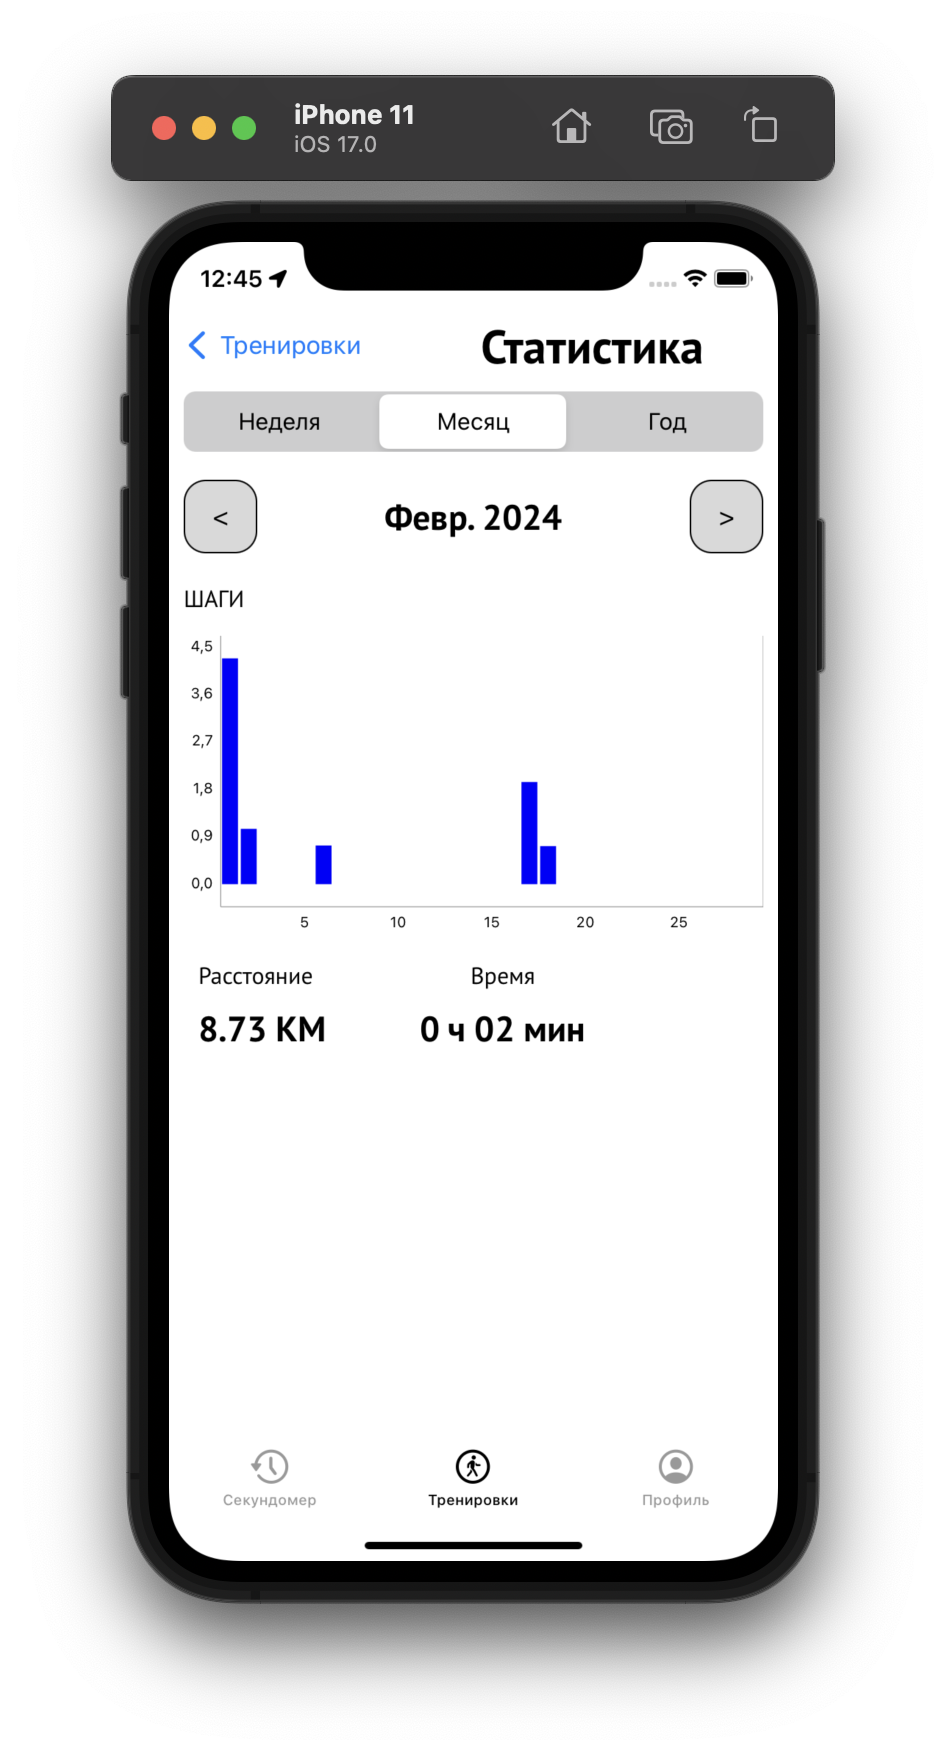 iPhone 11
iOS 17.0
12:45
Тренировки
Статистика
Неделя Месяц Год
< Февр. 2024 >
ШАГИ
4,5
3,6
2,7
1,8
0,9
0,0
5 10 15 20 25
Расстояние Время
8.73 КМ 0 ч 02 мин
Секундомер Тренировки Профиль